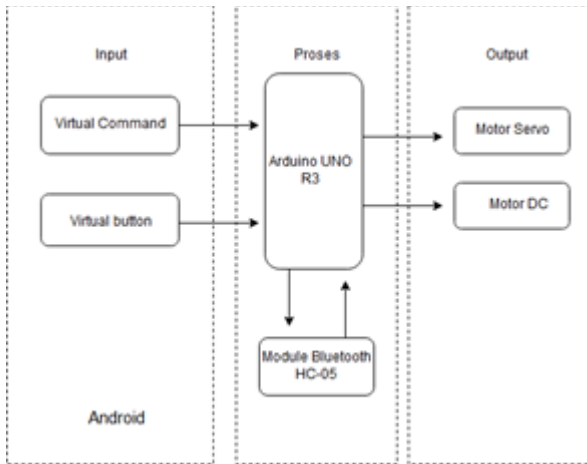 Input
Proses
Output
Virtual Command
Virtual button
Arduino UNO
R3
Motor Servo
Motor DC
Module Bluetooth
HC-05
Android